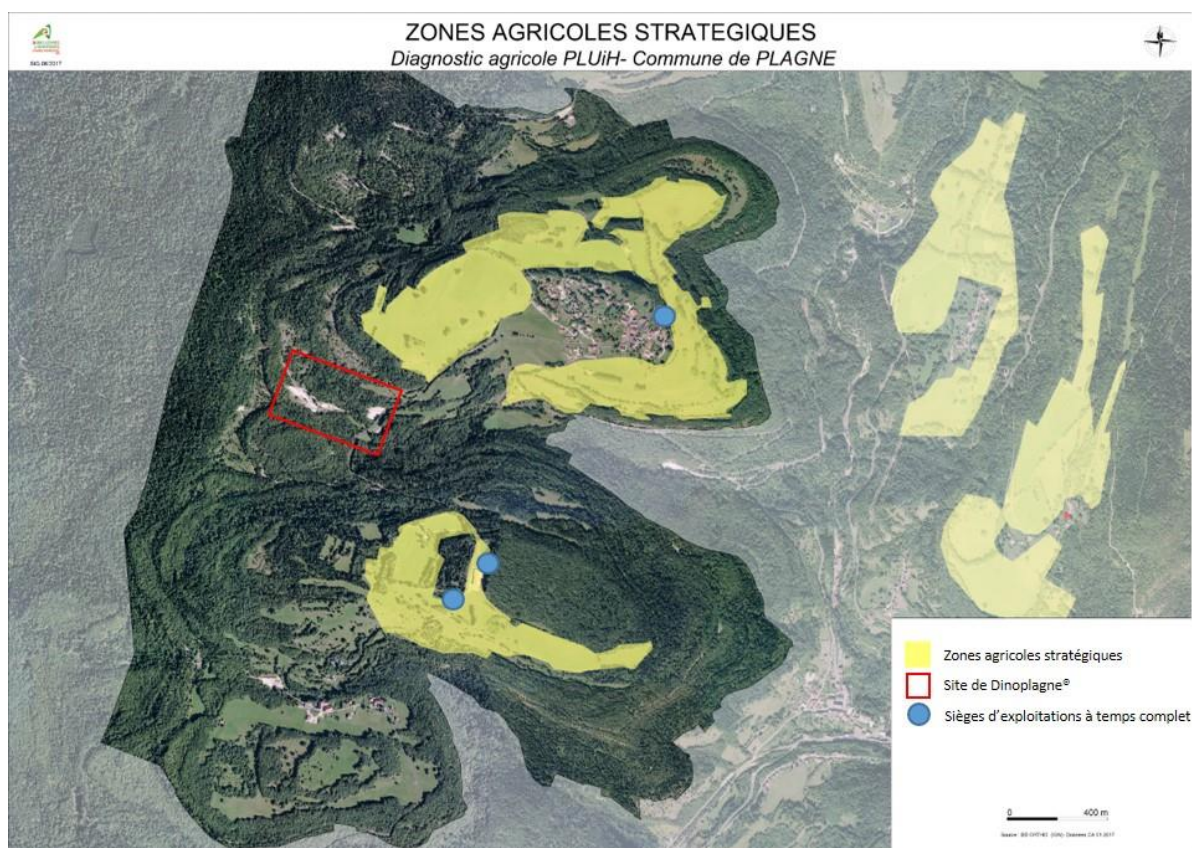 ZONES AGRICOLES STRATEGIQUES
Diagnostic agricole PLUiH- Commune de PLAGNE
Zones agricoles stratégiques
Site de Dinoplagne®
Sièges d'exploitations à temps complet
0 400 m